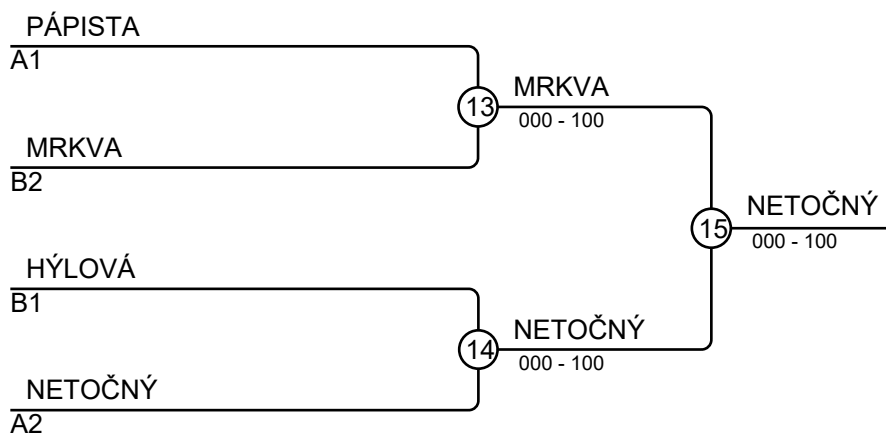 PÁPISTA
A1
13
MRKVA
000 - 100
MRKVA
B2
15
NETOČNÝ
000 - 100
HÝLOVÁ
B1
14
NETOČNÝ
000 - 100
NETOČNÝ
A2